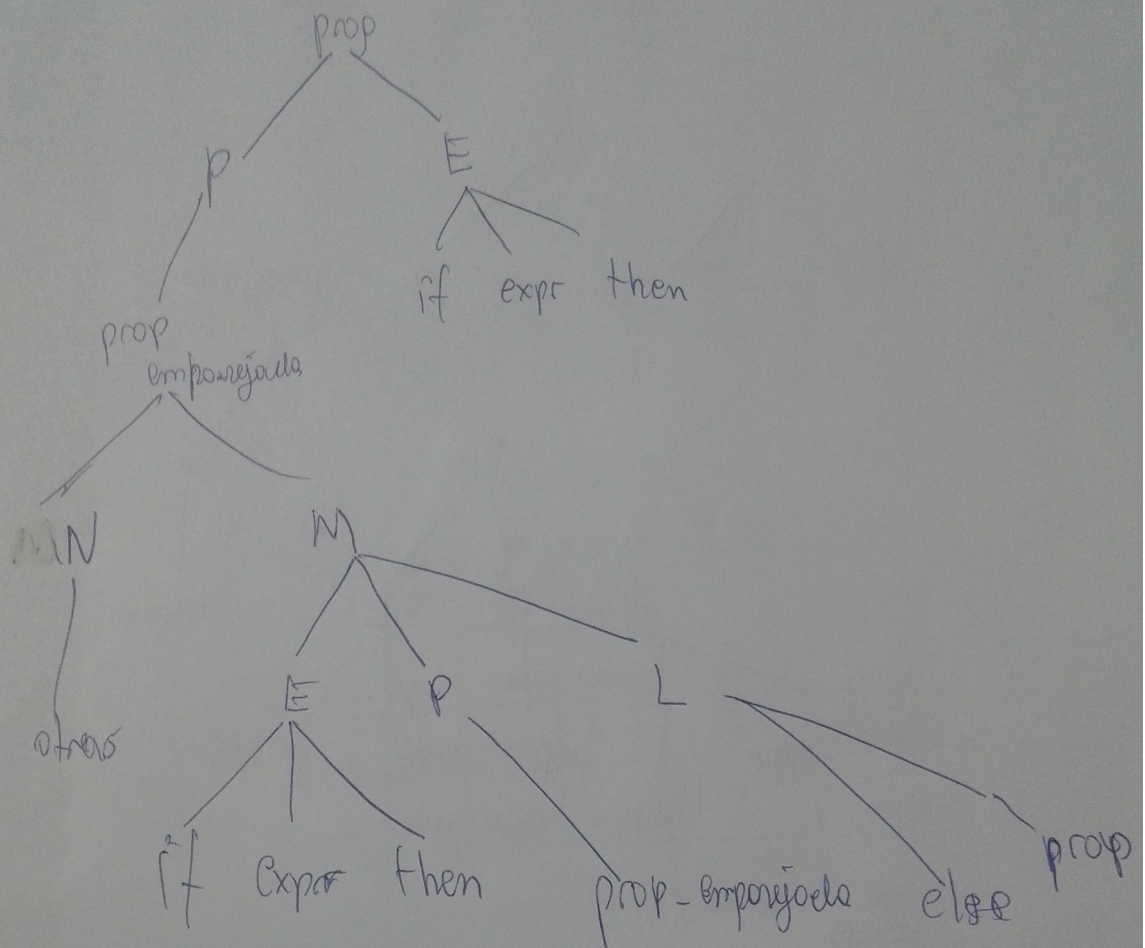 prop
P E
if expr then
prop
emparejada
N M
E P L
otras
if expr then prop-emparejada else prop